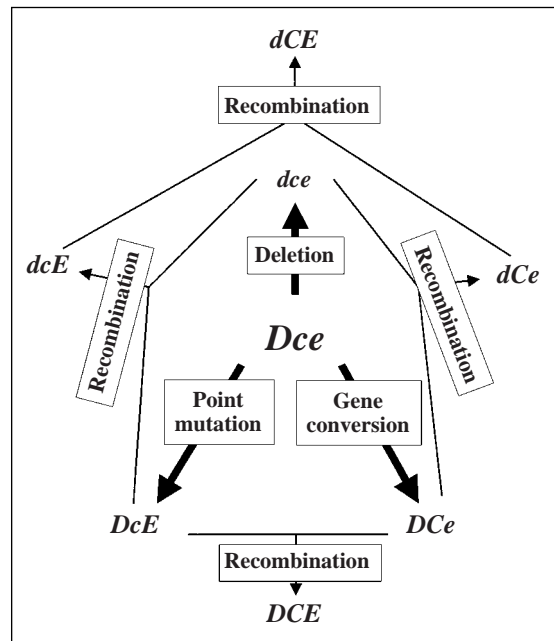 dCE
Recombination
dce
dcE
Recombination
Deletion
Recombination
dCe
Dce
Point
mutation
Gene
conversion
DcE
DCe
Recombination
DCE